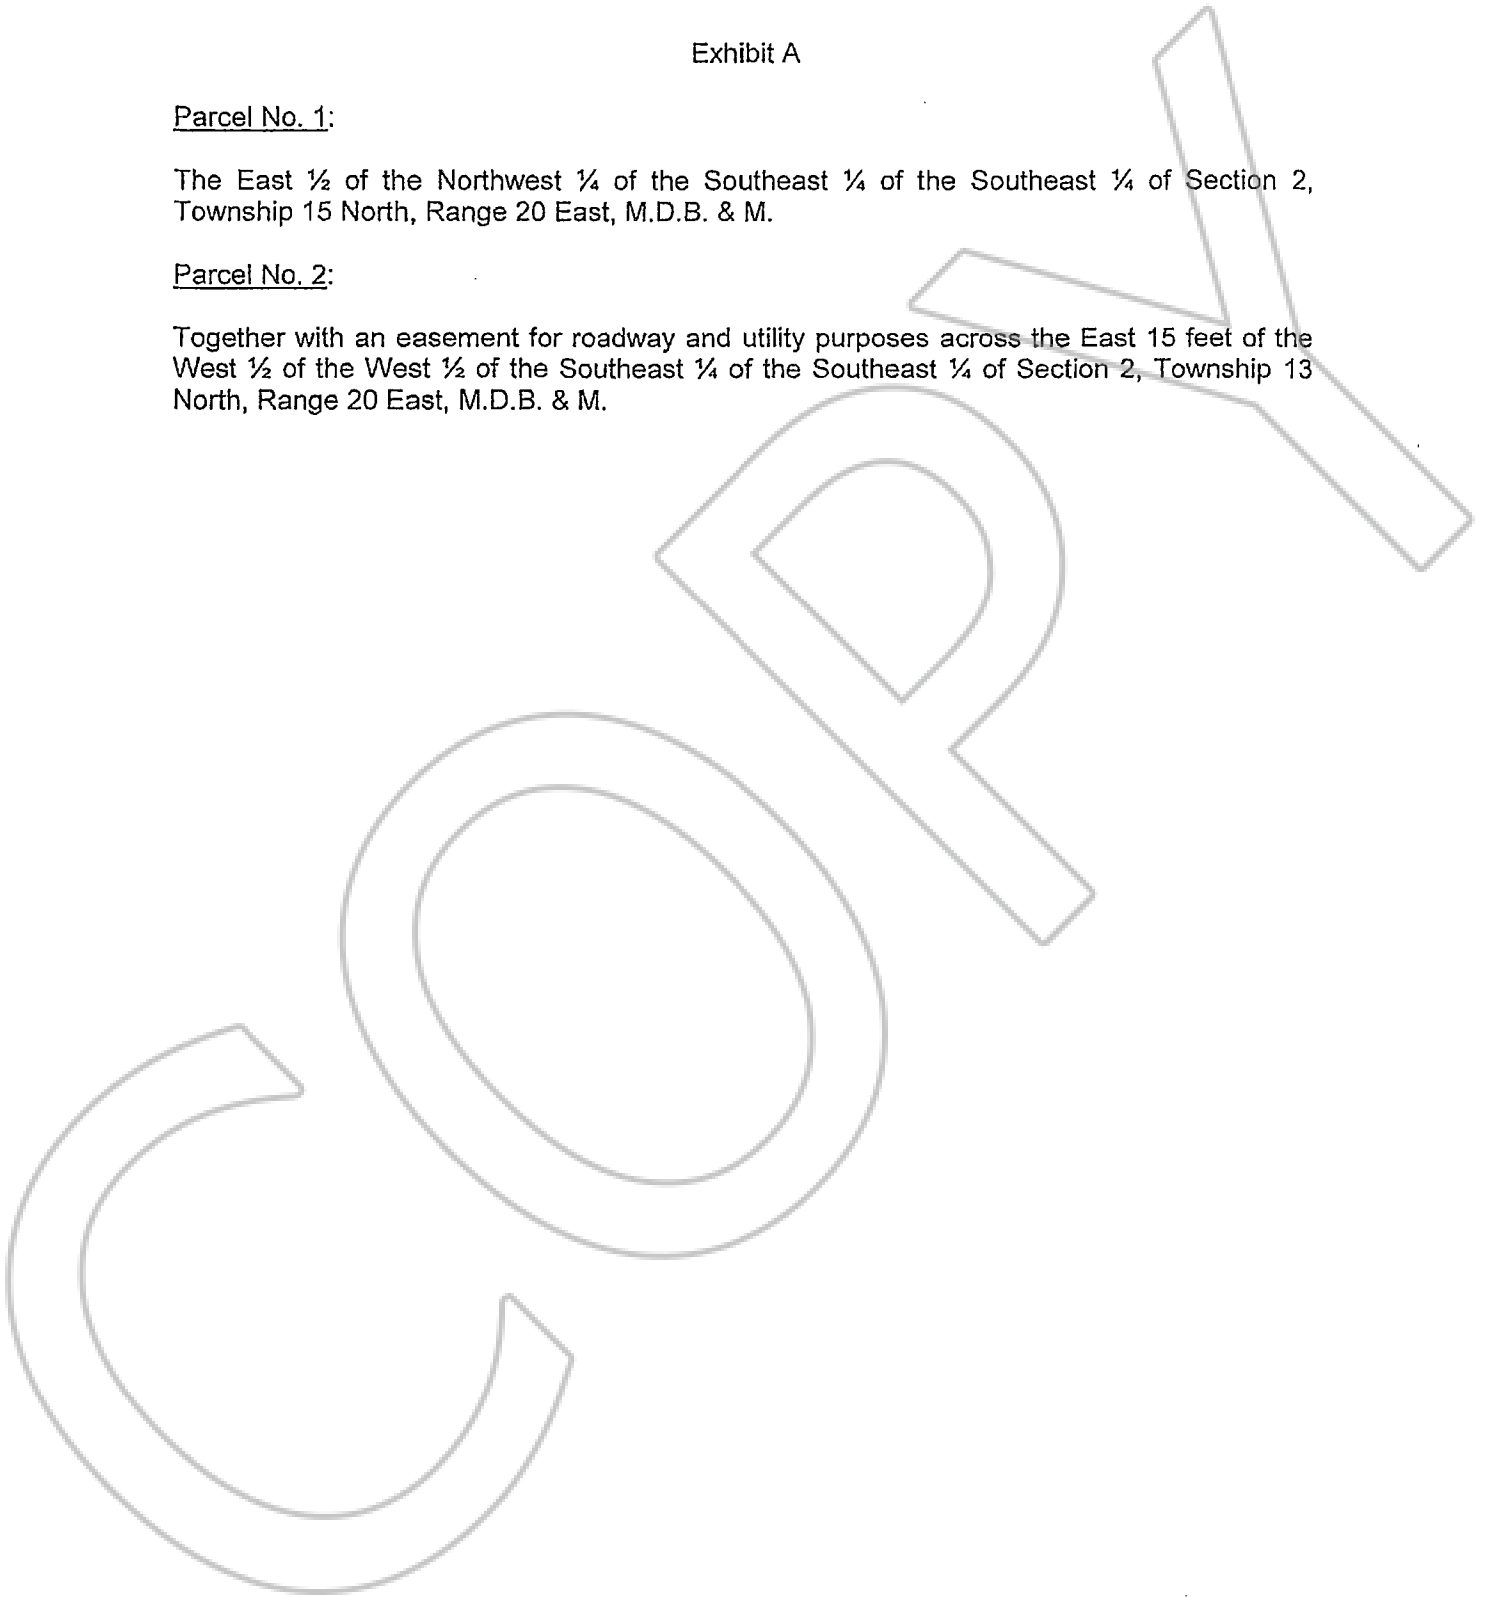 Exhibit A
Parcel No. 1:
The East ½ of the Northwest ¼ of the Southeast ¼ of the Southeast ¼ of Section 2,
Township 15 North, Range 20 East, M.D.B. & M.
Parcel No. 2:
Together with an easement for roadway and utility purposes across the East 15 feet of the
West ½ of the West ½ of the Southeast ¼ of the Southeast ¼ of Section 2, Township 13
North, Range 20 East, M.D.B. & M.
COPY